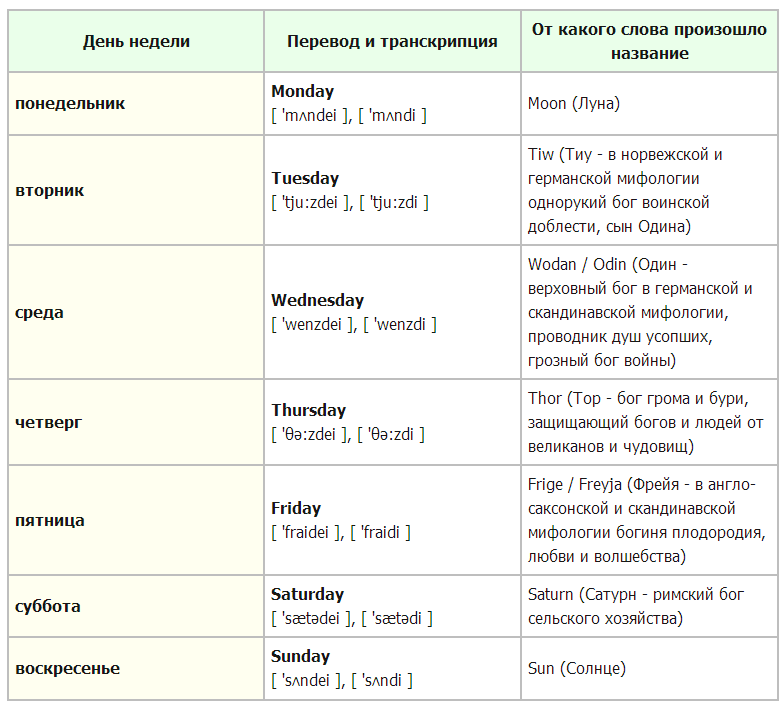 День недели
Перевод и транскрипция
От какого слова произошло
название
понедельник
Monday
[ 'mʌndei ], [ 'mʌndi ]
Moon (Луна)
вторник
Tuesday
[ 'tju:zdei ], [ 'tju:zdi ]
Tiw (Тиу - в норвежской и
германской мифологии
однорукий бог воинской
доблести, сын Одина)
среда
Wednesday
[ 'wenzdei ], [ 'wenzdi ]
Wodan / Odin (Один -
верховный бог в германской и
скандинавской мифологии,
проводник душ усопших,
грозный бог войны)
четверг
Thursday
[ 'θə:zdei ], [ 'θə:zdi ]
Thor (Тор - бог грома и бури,
защищающий богов и людей от
великанов и чудовищ)
пятница
Friday
[ 'fraidei ], [ 'fraidi ]
Frige / Freyja (Фрейя - в англо-
саксонской и скандинавской
мифологии богиня плодородия,
любви и волшебства)
суббота
Saturday
[ 'sætədei ], [ 'sætədi ]
Saturn (Сатурн - римский бог
сельского хозяйства)
воскресенье
Sunday
[ 'sʌndei ], [ 'sʌndi ]
Sun (Солнце)